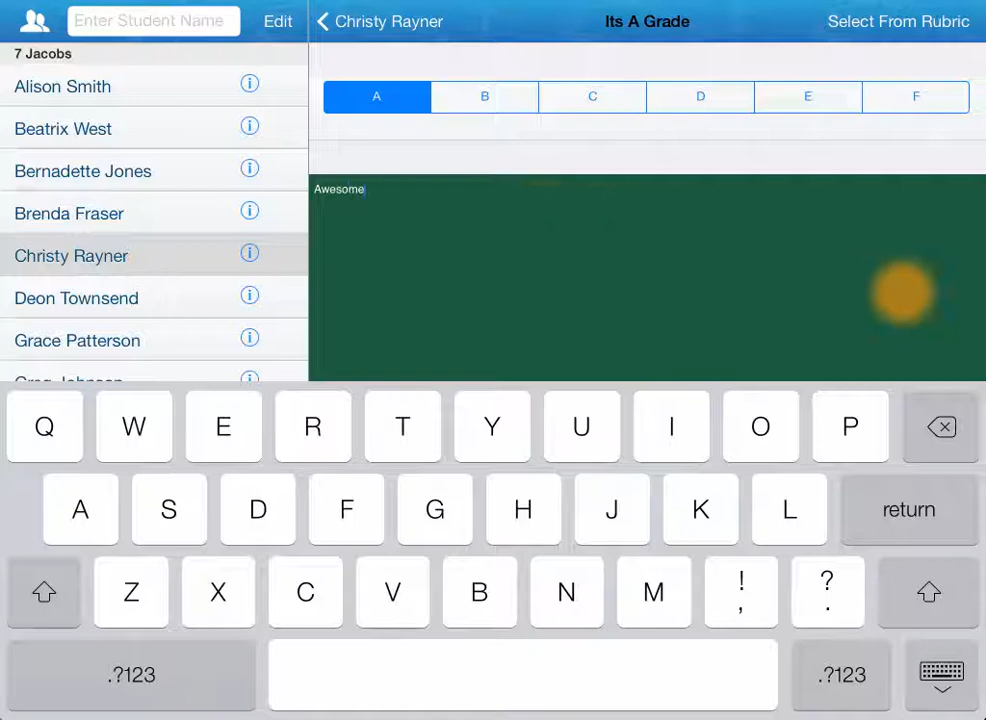 Enter Student Name Edit
Christy Rayner Its A Grade Select From Rubric
7 Jacobs
Alison Smith
Beatrix West
Bernadette Jones
Brenda Fraser
Christy Rayner
Deon Townsend
Grace Patterson
A B C D E F
Awesome
Q W E R T Y U I O P
A S D F G H J K L return
Z X C V B N M ! , ? .
.?123 .?123